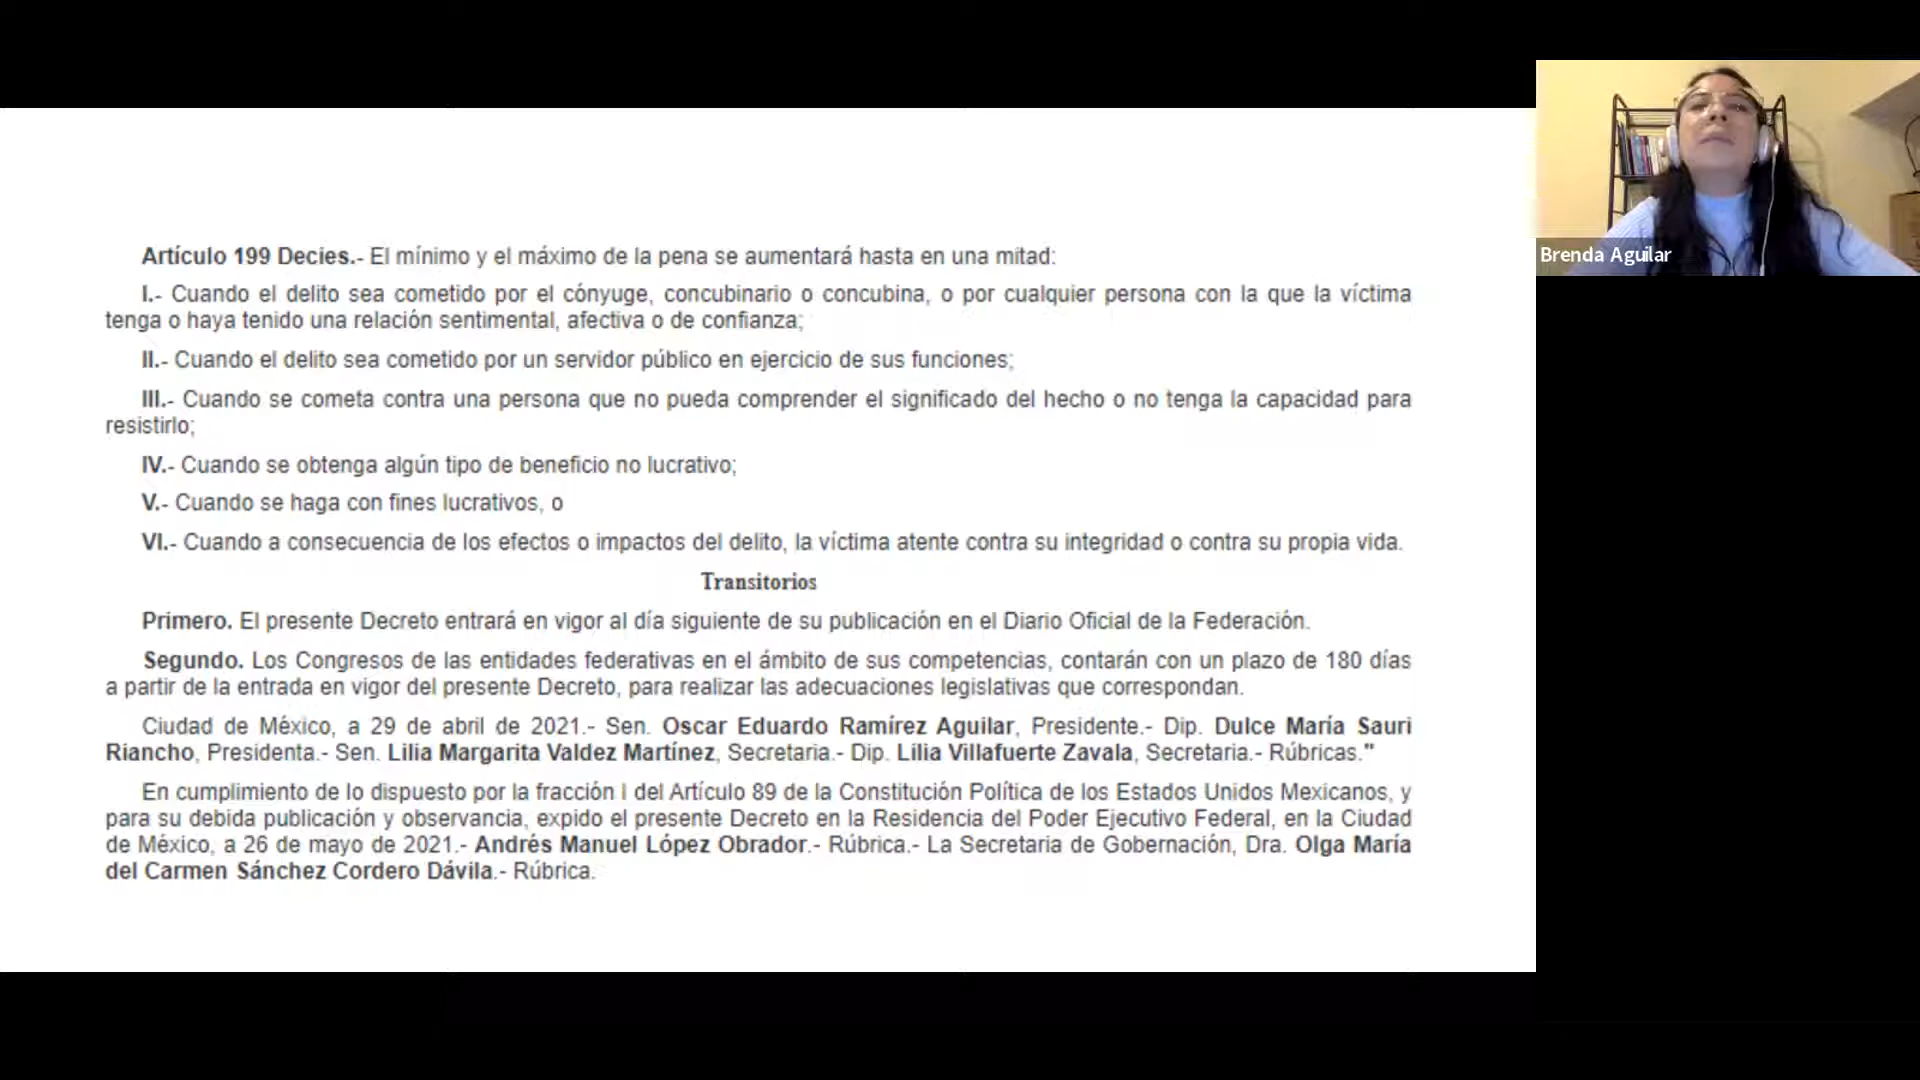 Artículo 199 Decies.- El mínimo y el máximo de la pena se aumentará hasta en una mitad:
I.- Cuando el delito sea cometido por el cónyuge, concubinario o concubina, o por cualquier persona con la que la víctima
tenga o haya tenido una relación sentimental, afectiva o de confianza;
II.- Cuando el delito sea cometido por un servidor público en ejercicio de sus funciones;
III.- Cuando se cometa contra una persona que no pueda comprender el significado del hecho o no tenga la capacidad para
resistirlo;
IV.- Cuando se obtenga algún tipo de beneficio no lucrativo;
V.- Cuando se haga con fines lucrativos, o
VI.- Cuando a consecuencia de los efectos o impactos del delito, la víctima atente contra su integridad o contra su propia vida.
Transitorios
Primero. El presente Decreto entrará en vigor al día siguiente de su publicación en el Diario Oficial de la Federación.
Segundo. Los Congresos de las entidades federativas en el ámbito de sus competencias, contarán con un plazo de 180 días
a partir de la entrada en vigor del presente Decreto, para realizar las adecuaciones legislativas que correspondan.
Ciudad de México, a 29 de abril de 2021.- Sen. Oscar Eduardo Ramírez Aguilar, Presidente.- Dip. Dulce María Sauri
Riancho, Presidenta.- Sen. Lilia Margarita Valdez Martínez, Secretaria.- Dip. Lilia Villafuerte Zavala, Secretaria.- Rúbricas."
En cumplimiento de lo dispuesto por la fracción I del Artículo 89 de la Constitución Política de los Estados Unidos Mexicanos, y
para su debida publicación y observancia, expido el presente Decreto en la Residencia del Poder Ejecutivo Federal, en la Ciudad
de México, a 26 de mayo de 2021.- Andrés Manuel López Obrador.- Rúbrica.- La Secretaria de Gobernación, Dra. Olga María
del Carmen Sánchez Cordero Dávila.- Rúbrica.
Brenda Aguilar